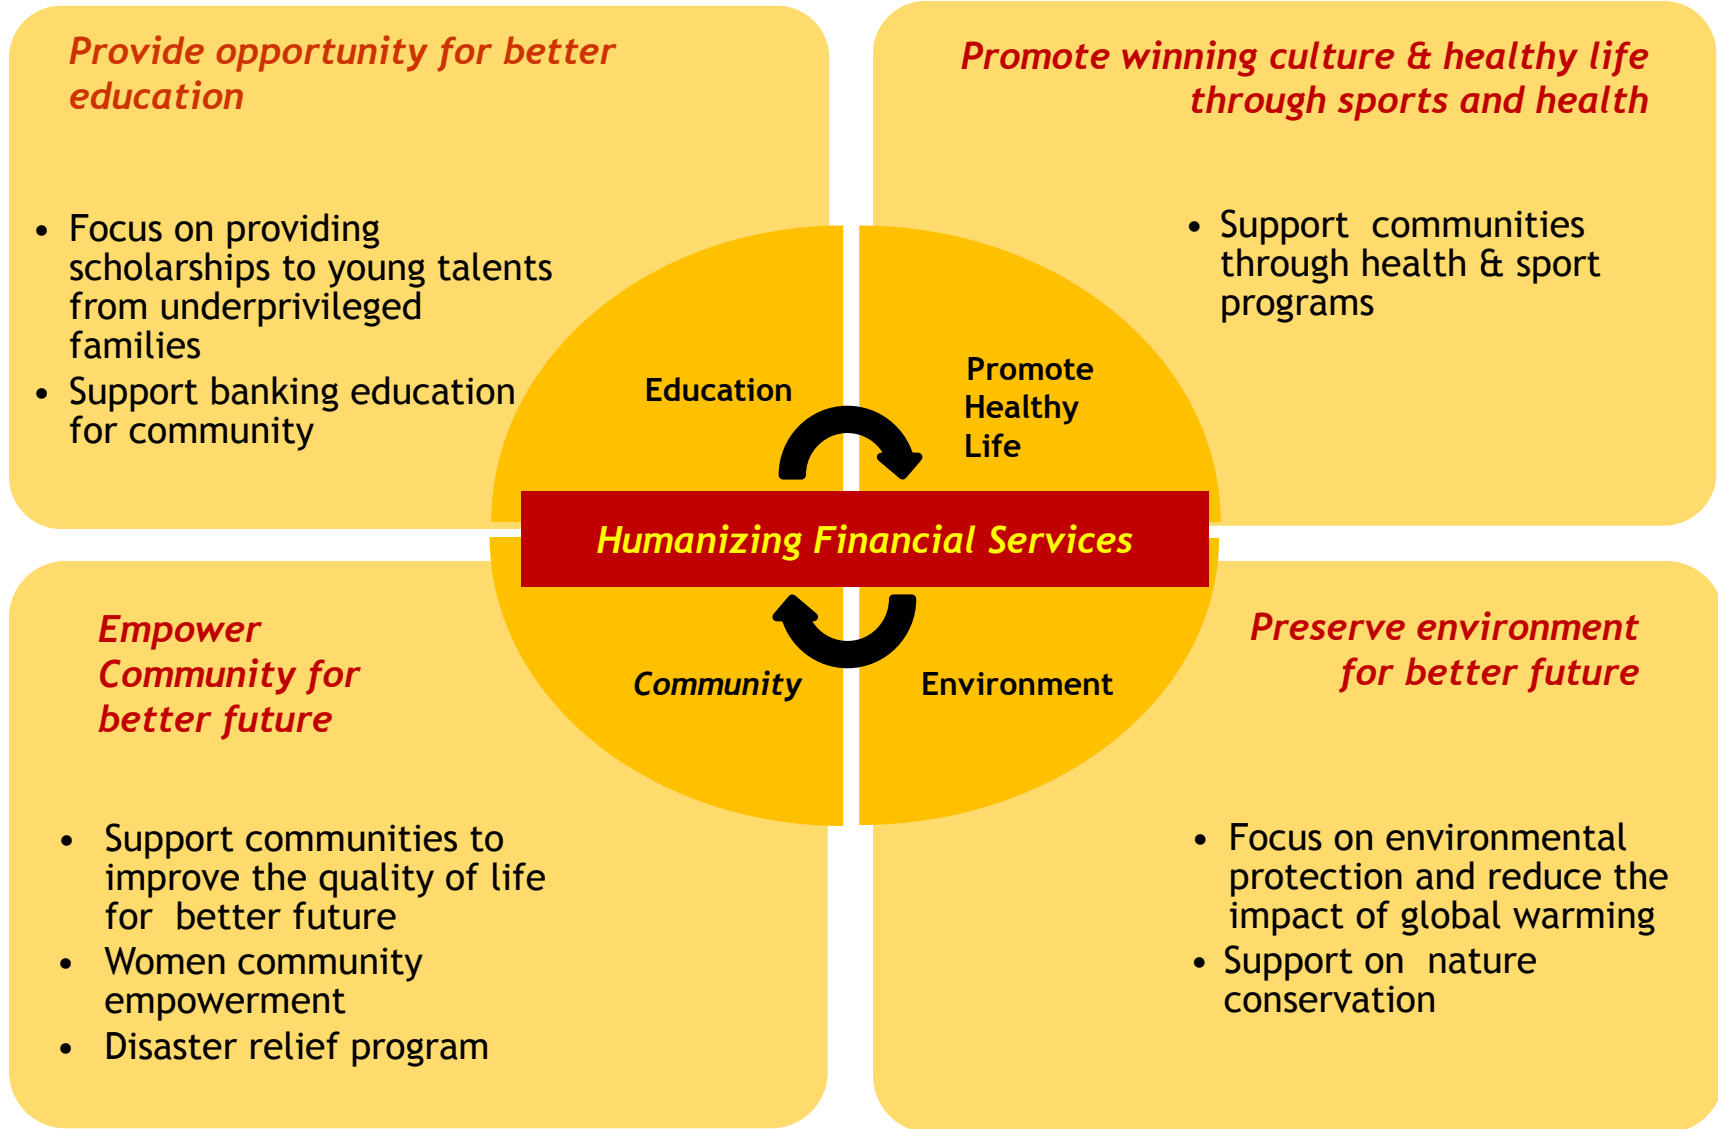 Provide opportunity for better
education
• Focus on providing
scholarships to young talents
from underprivileged
families
• Support banking education
for community
Promote winning culture & healthy life
through sports and health
• Support communities
through health & sport
programs
Education
Promote
Healthy
Life
Humanizing Financial Services
Community
Environment
Empower
Community for
better future
• Support communities to
improve the quality of life
for better future
• Women community
empowerment
• Disaster relief program
Preserve environment
for better future
• Focus on environmental
protection and reduce the
impact of global warming
• Support on nature
conservation